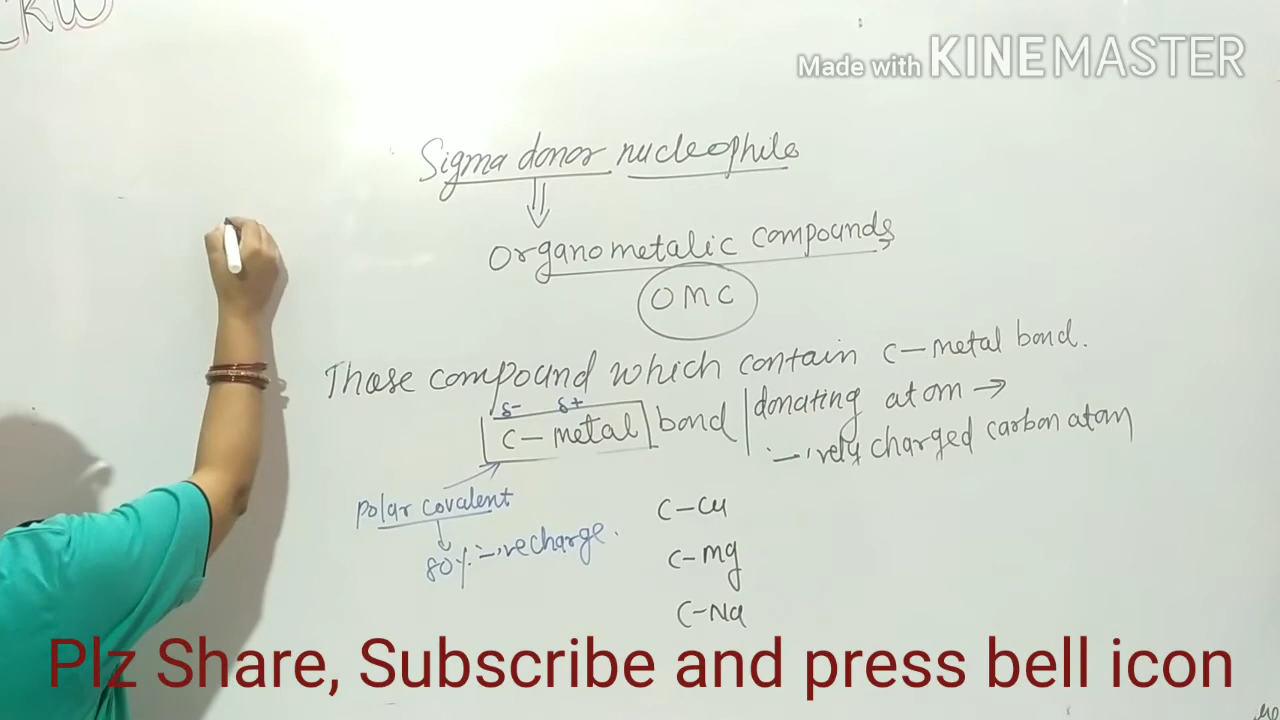 Made with KINEMASTER
Sigma donor nucleophile
Organometalic compounds
OMC
Those compound which contain C-metal bond.
δ- δ+
C-metal bond
donating atom →
:-'vely charged carbon atom
polar covalent
80% :-'ve charge.
C-Cu
C-Mg
C-Na
Plz Share, Subscribe and press bell icon